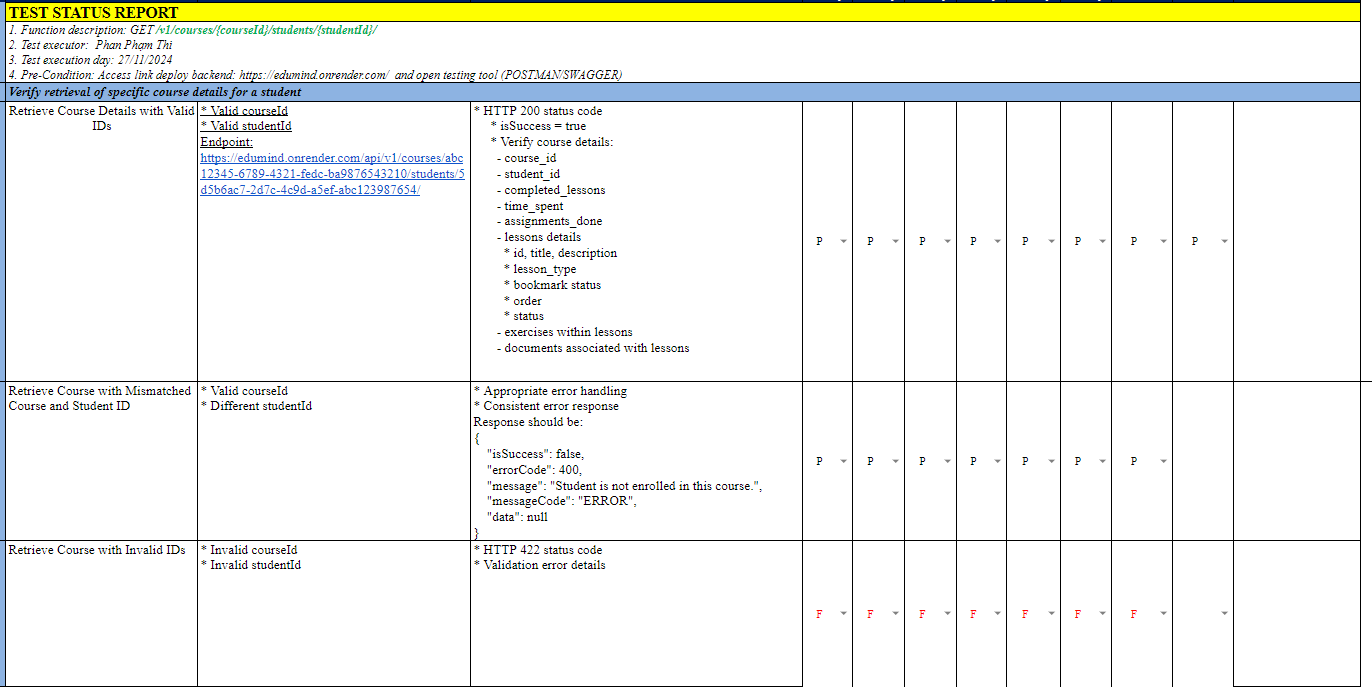 TEST STATUS REPORT
1. Function description: GET /v1/courses/{courseId}/students/{studentId}/
2. Test executor: Phan Phạm Thi
3. Test execution day: 27/11/2024
4. Pre-Condition: Access link deploy backend: https://edumind.onrender.com/ and open testing tool (POSTMAN/SWAGGER)
Verify retrieval of specific course details for a student
Retrieve Course Details with Valid
IDs
* Valid courseId
* Valid studentId
Endpoint:
https://edumind.onrender.com/api/v1/courses/abc
12345-6789-4321-fedc-ba9876543210/students/5
d5b6ac7-2d7c-4c9d-a5ef-abc123987654/
* HTTP 200 status code
* isSuccess = true
* Verify course details:
- course_id
- student_id
- completed_lessons
- time_spent
- assignments_done
- lessons details
* id, title, description
* lesson_type
* bookmark status
* order
* status
- exercises within lessons
- documents associated with lessons
P P P P P P P P
Retrieve Course with Mismatched
Course and Student ID
* Valid courseId
* Different studentId
* Appropriate error handling
* Consistent error response
Response should be:
{
"isSuccess": false,
"errorCode": 400,
"message": "Student is not enrolled in this course.",
"messageCode": "ERROR",
"data": null
}
P P P P P P P
Retrieve Course with Invalid IDs
* Invalid courseId
* Invalid studentId
* HTTP 422 status code
* Validation error details
F F F F F F F